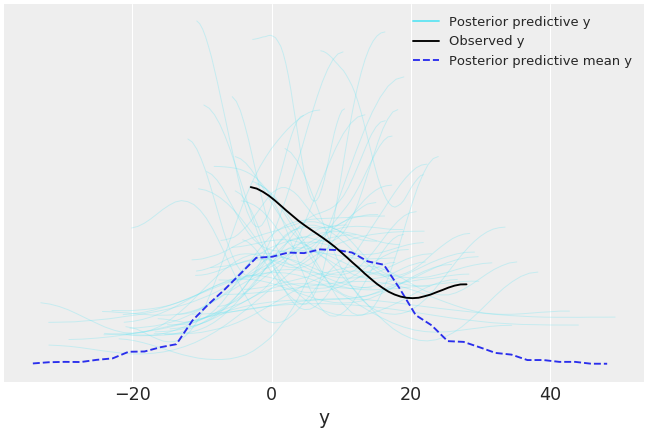 Posterior predictive y
Observed y
Posterior predictive mean y
−20
0
20
40
y